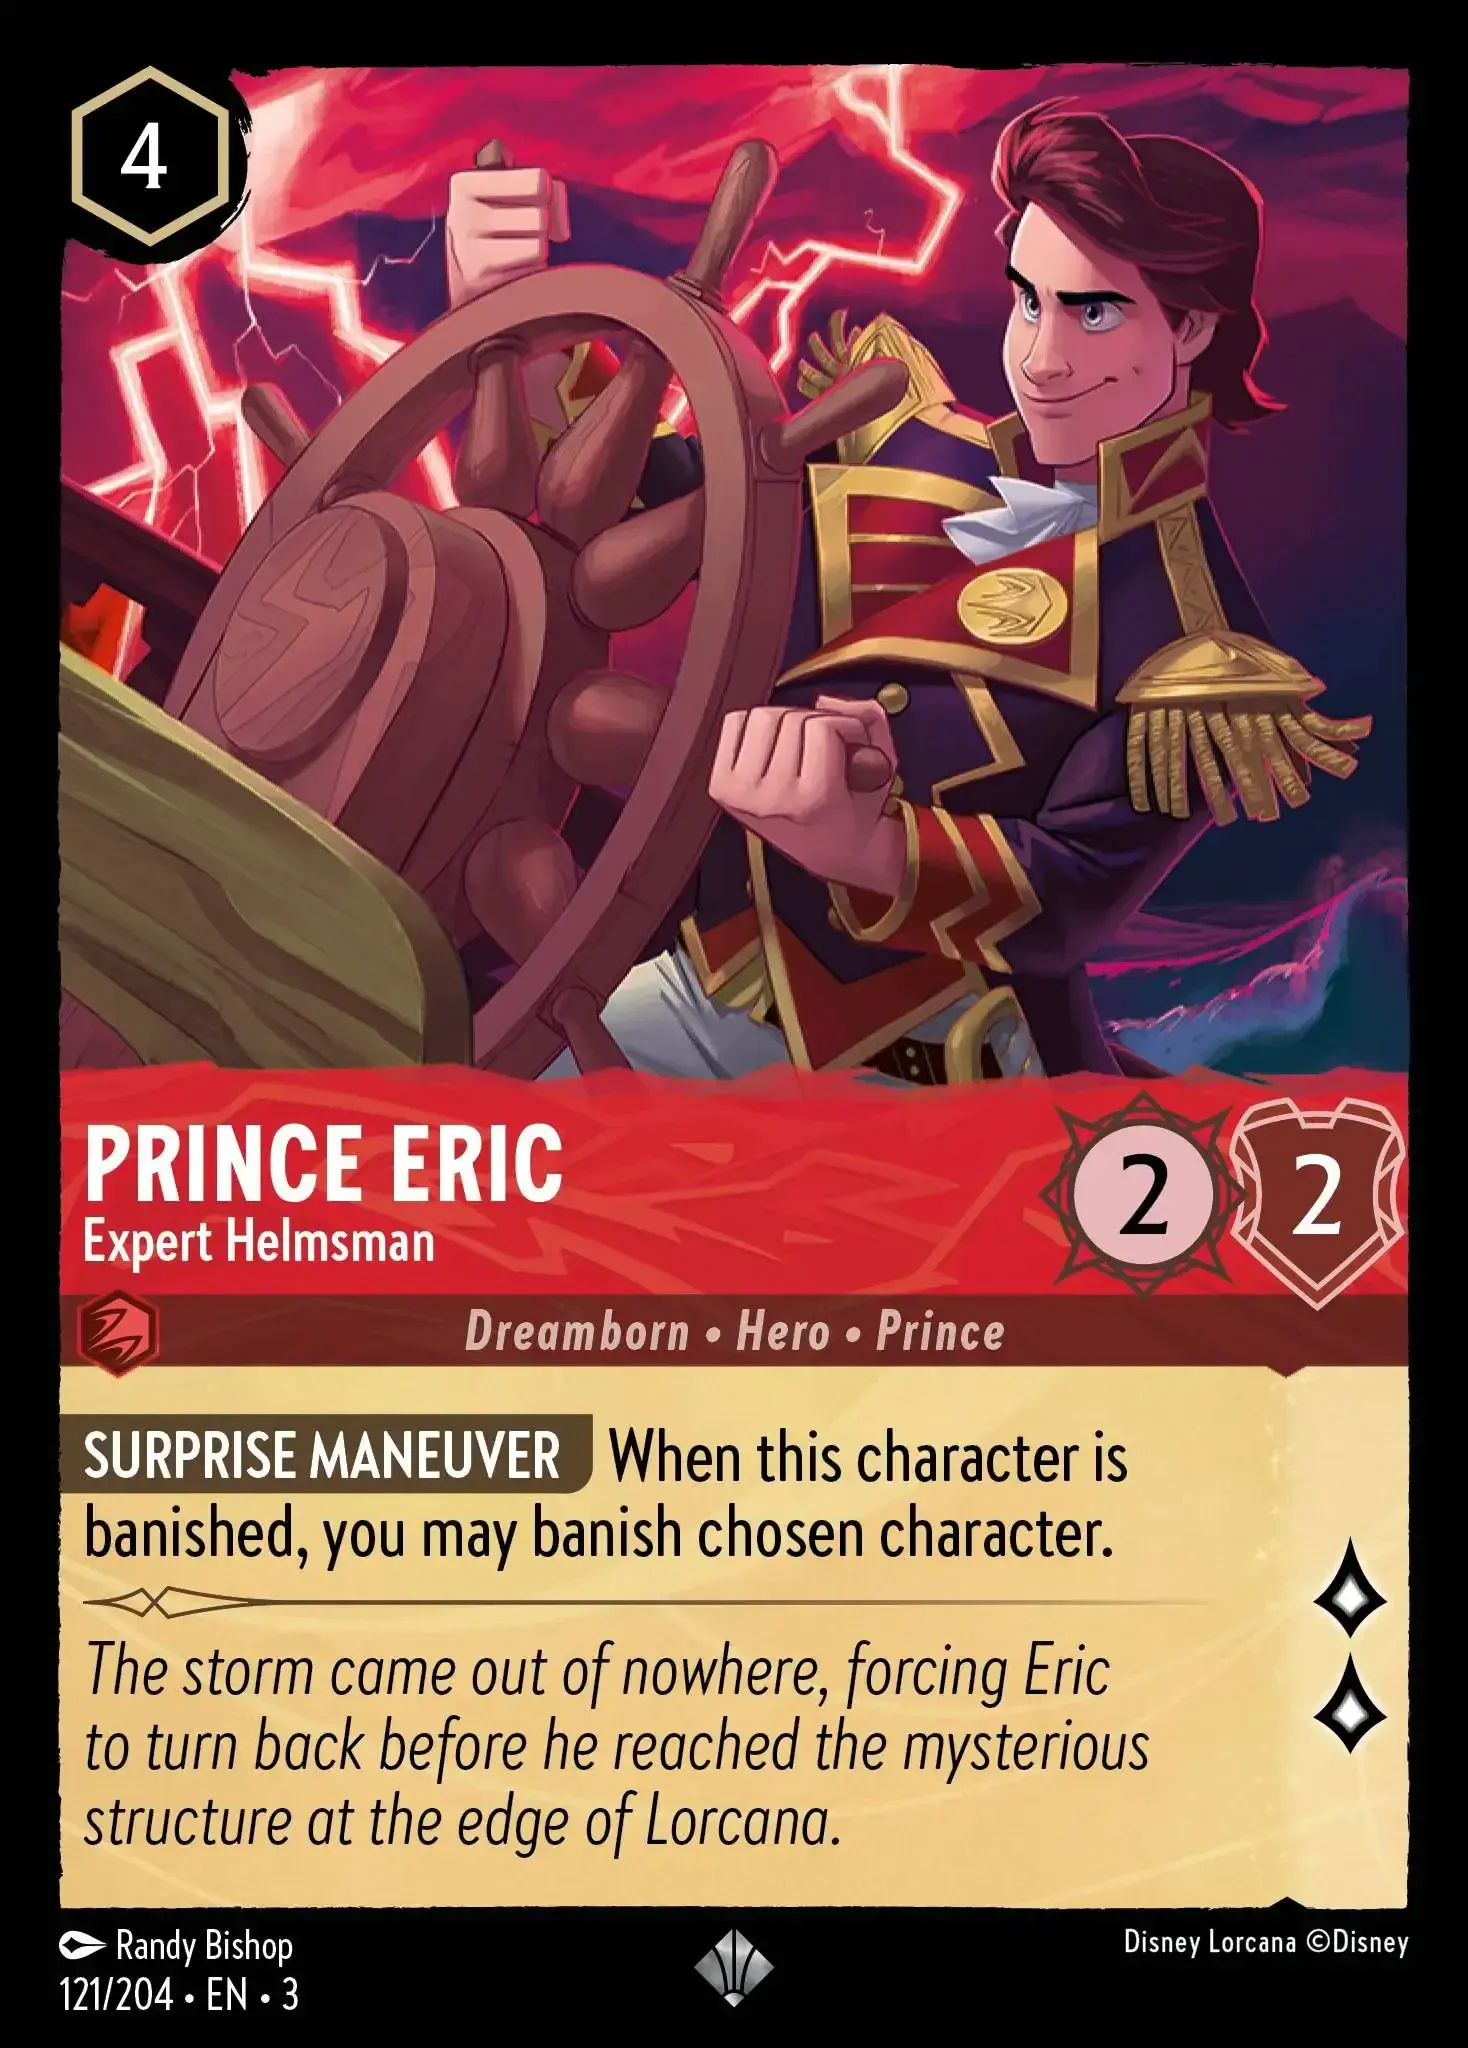 4
PRINCE ERIC
Expert Helmsman
2
2
Dreamborn • Hero • Prince
SURPRISE MANEUVER When this character is
banished, you may banish chosen character.
The storm came out of nowhere, forcing Eric
to turn back before he reached the mysterious
structure at the edge of Lorcana.
Randy Bishop
121/204 • EN • 3
Disney Lorcana ©Disney